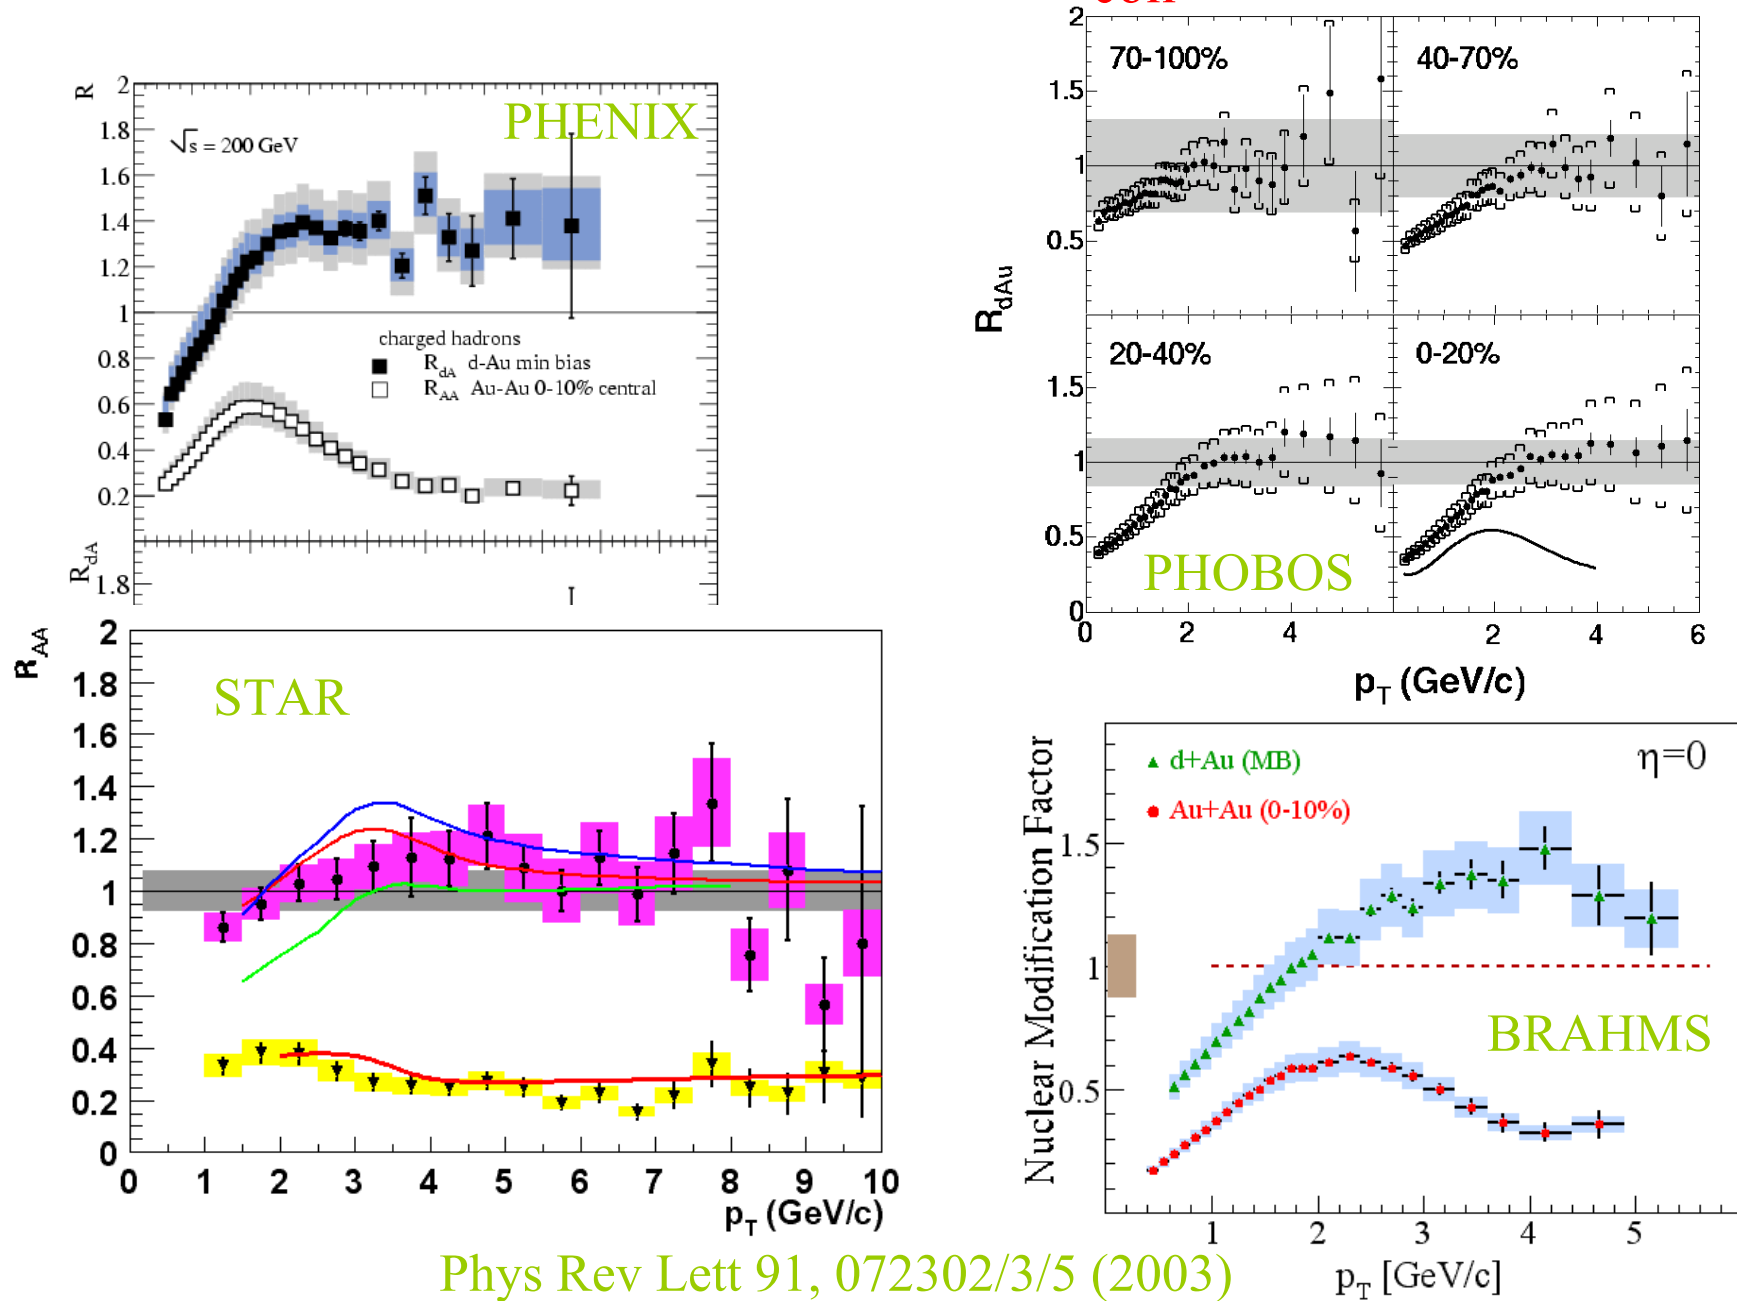 coll
2
R
1.8
1.6
1.4
1.2
1
0.8
0.6
0.4
0.2
PHENIX
√s = 200 GeV
charged hadrons
R_dA d-Au min bias
R_AA Au-Au 0-10% central
R_dA
1.8
2
1.5
1
0.5
1.5
1
0.5
0
R_dAu
70-100%
40-70%
20-40%
0-20%
PHOBOS
0 2 4 2 4 6
p_T (GeV/c)
R_AA
2
1.8
1.6
1.4
1.2
1
0.8
0.6
0.4
0.2
0
STAR
0 1 2 3 4 5 6 7 8 9 10
p_T (GeV/c)
Nuclear Modification Factor
1.5
1
0.5
d+Au (MB)
Au+Au (0-10%)
η=0
BRAHMS
1 2 3 4 5
p_T [GeV/c]
Phys Rev Lett 91, 072302/3/5 (2003)